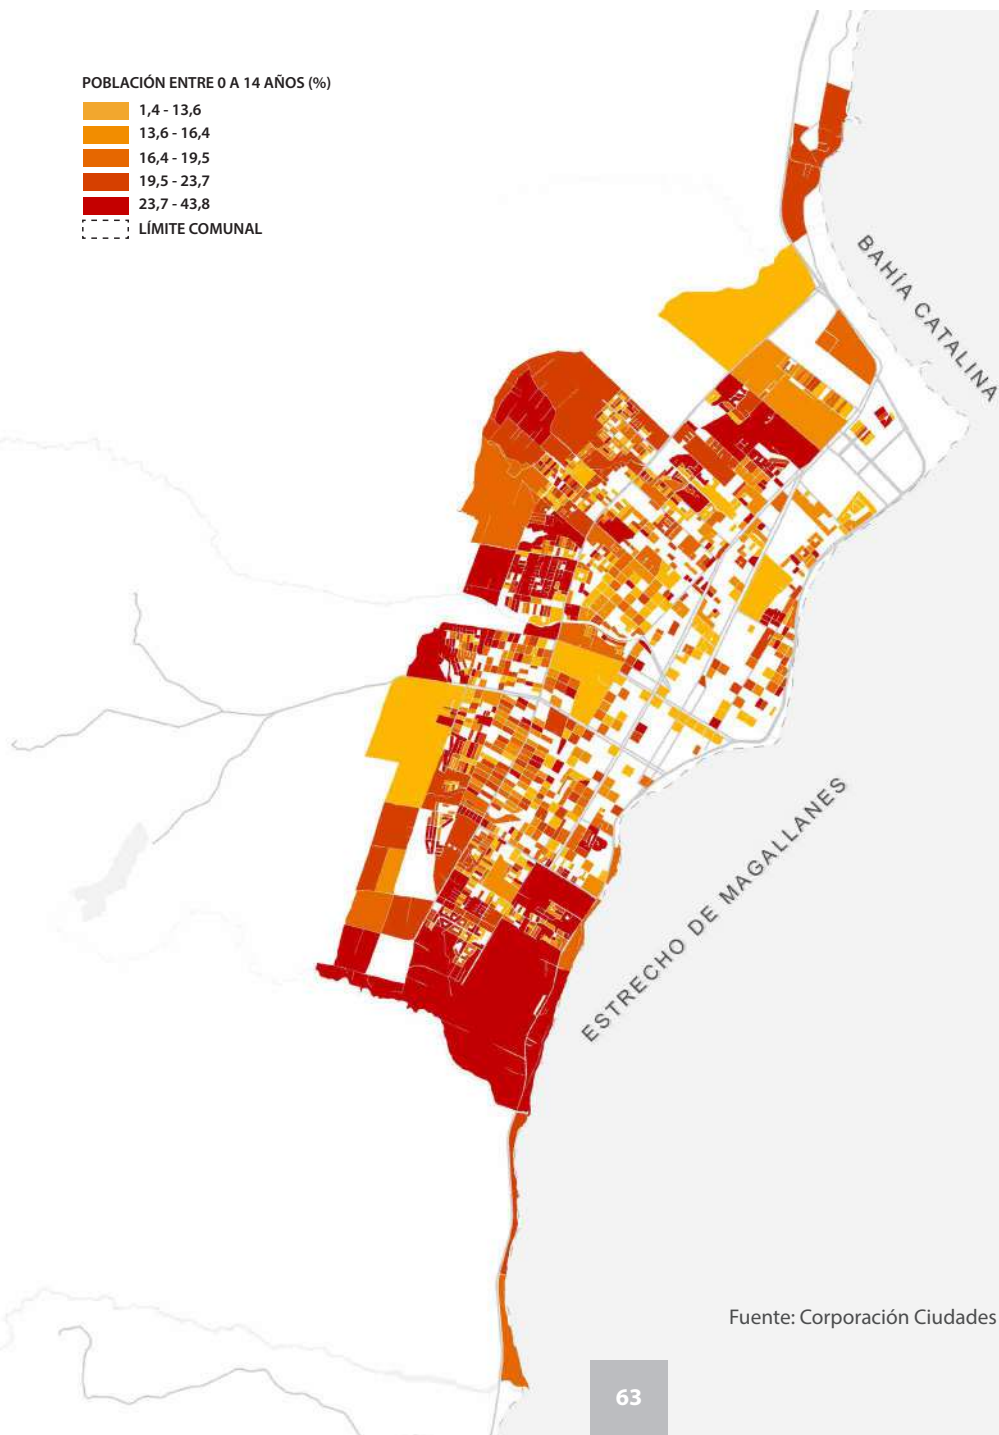 POBLACIÓN ENTRE 0 A 14 AÑOS (%)
1,4 - 13,6
13,6 - 16,4
16,4 - 19,5
19,5 - 23,7
23,7 - 43,8
LÍMITE COMUNAL
BAHÍA CATALINA
ESTRECHO DE MAGALLANES
Fuente: Corporación Ciudades
63